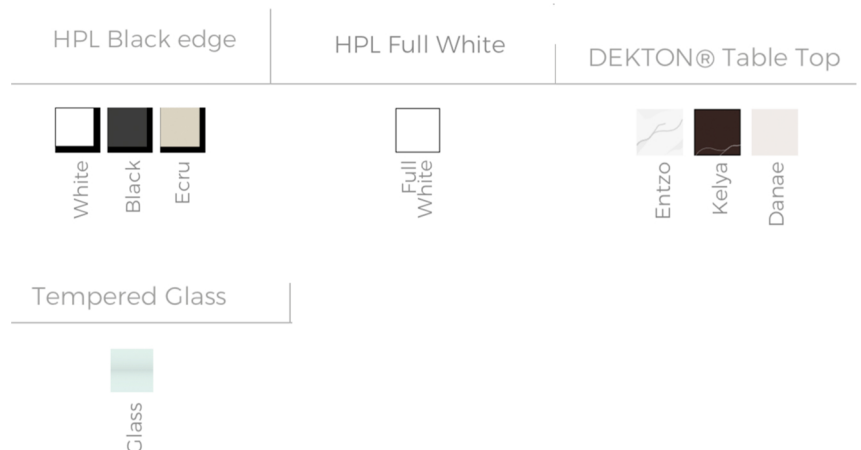 HPL Black edge
HPL Full White
DEKTON® Table Top
White
Black
Ecru
Full
White
Entzo
Kelya
Danae
Tempered Glass
Glass